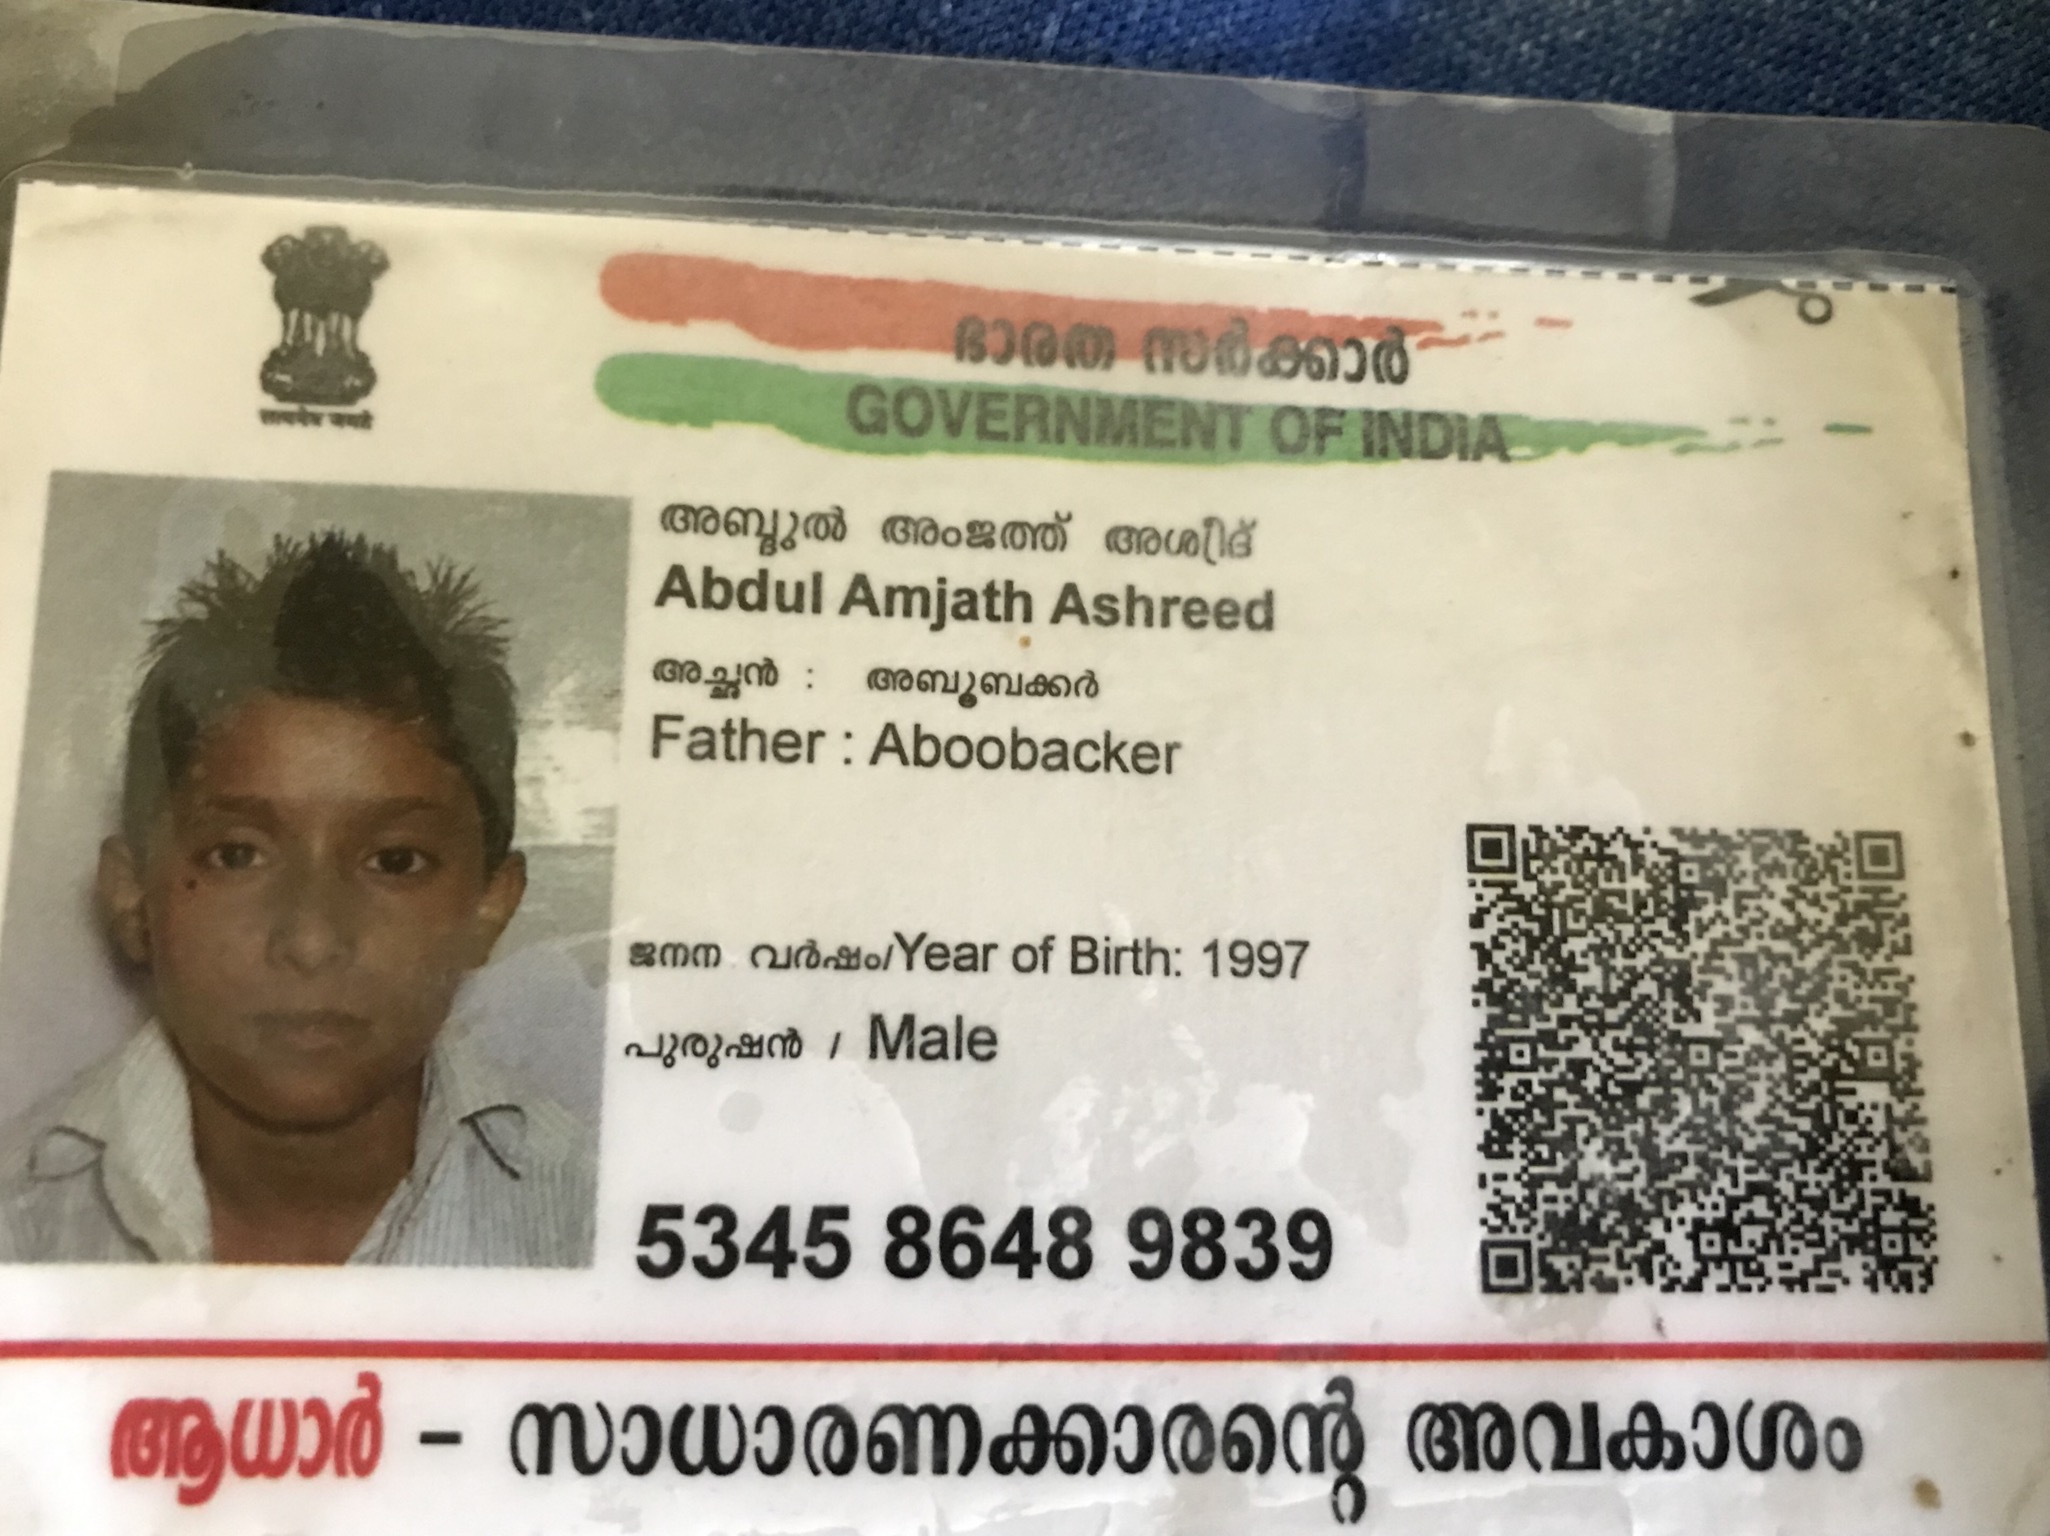 सत्यमेव जयते
ഭാരത സർക്കാർ
GOVERNMENT OF INDIA
അബ്ദുൽ അംജത്ത് അശ്രീദ്
Abdul Amjath Ashreed
അച്ഛൻ : അബൂബക്കർ
Father : Aboobacker
ജനന വർഷം/Year of Birth: 1997
പുരുഷൻ / Male
5345 8648 9839
ആധാർ - സാധാരണക്കാരന്റെ അവകാശം